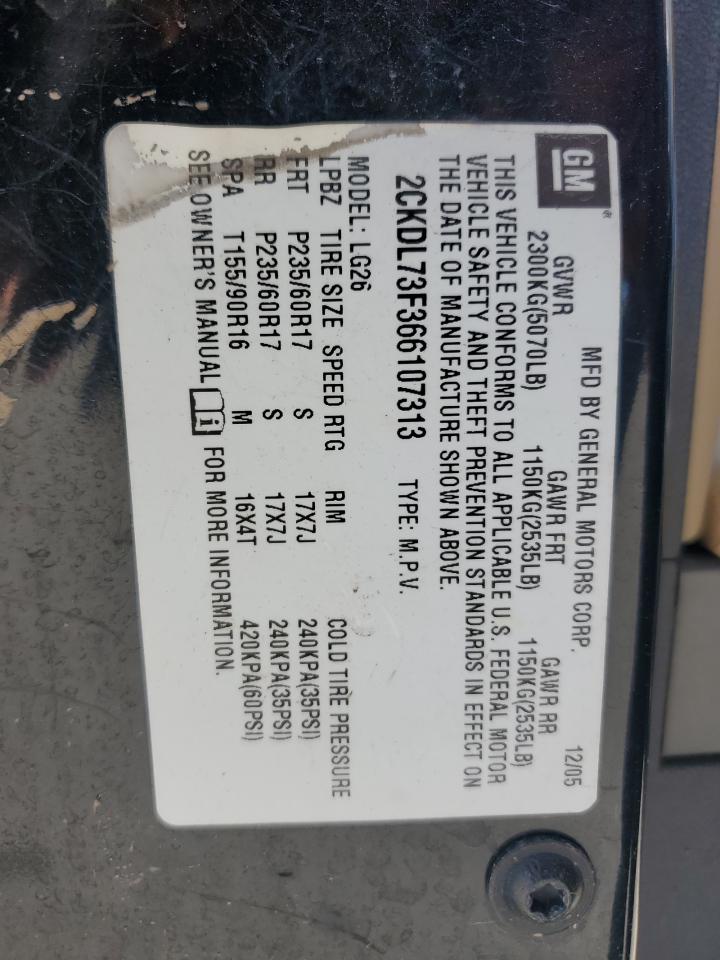 GM®
MFD BY GENERAL MOTORS CORP. 12/05
GVWR GAWR FRT GAWR RR
2300KG(5070LB) 1150KG(2535LB) 1150KG(2535LB)
THIS VEHICLE CONFORMS TO ALL APPLICABLE U.S. FEDERAL MOTOR
VEHICLE SAFETY AND THEFT PREVENTION STANDARDS IN EFFECT ON
THE DATE OF MANUFACTURE SHOWN ABOVE.
2CKDL73F366107313 TYPE: M.P.V.
MODEL: LG26
LPBZ TIRE SIZE SPEED RTG RIM COLD TIRE PRESSURE
FRT P235/60R17 S 17X7J 240KPA(35PSI)
RR P235/60R17 S 17X7J 240KPA(35PSI)
SPA T155/90R16 M 16X4T 420KPA(60PSI)
SEE OWNER'S MANUAL i FOR MORE INFORMATION.